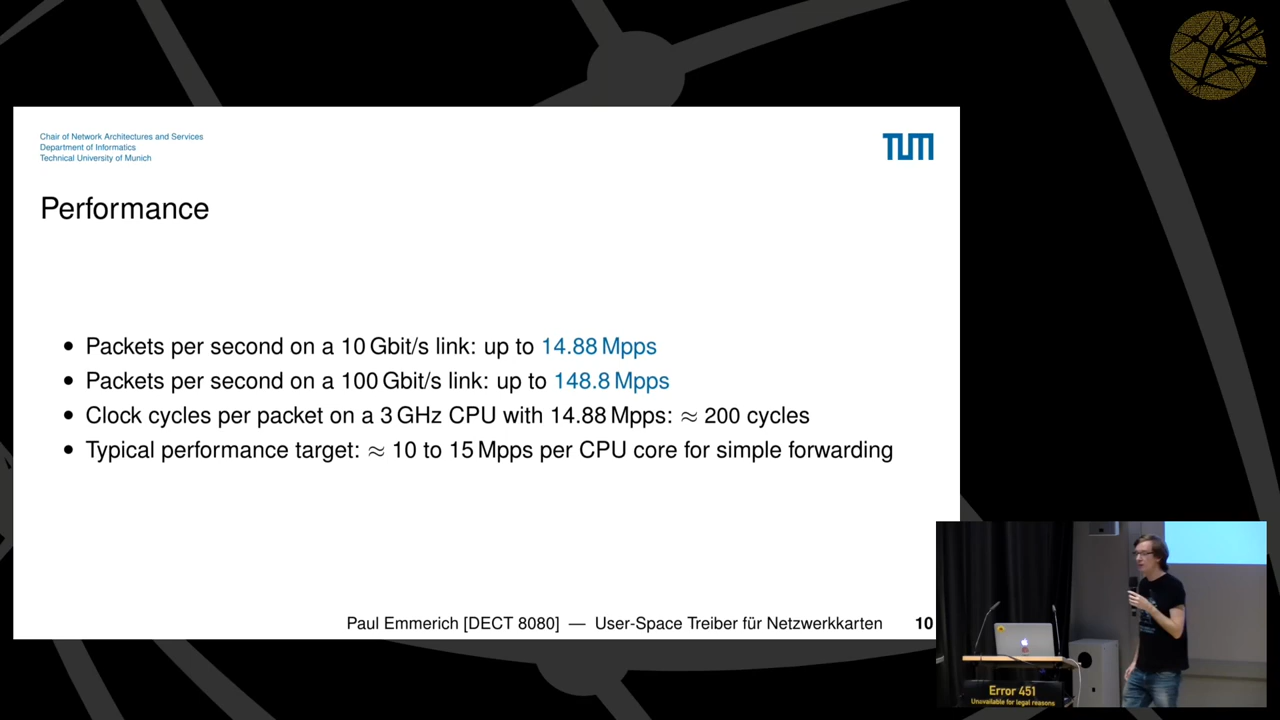 Chair of Network Architectures and Services
Department of Informatics
Technical University of Munich
TUM
Performance
• Packets per second on a 10 Gbit/s link: up to 14.88 Mpps
• Packets per second on a 100 Gbit/s link: up to 148.8 Mpps
• Clock cycles per packet on a 3 GHz CPU with 14.88 Mpps: ≈ 200 cycles
• Typical performance target: ≈ 10 to 15 Mpps per CPU core for simple forwarding
Paul Emmerich [DECT 8080] — User-Space Treiber für Netzwerkkarten 10
Error 451
Unavailable for legal reasons